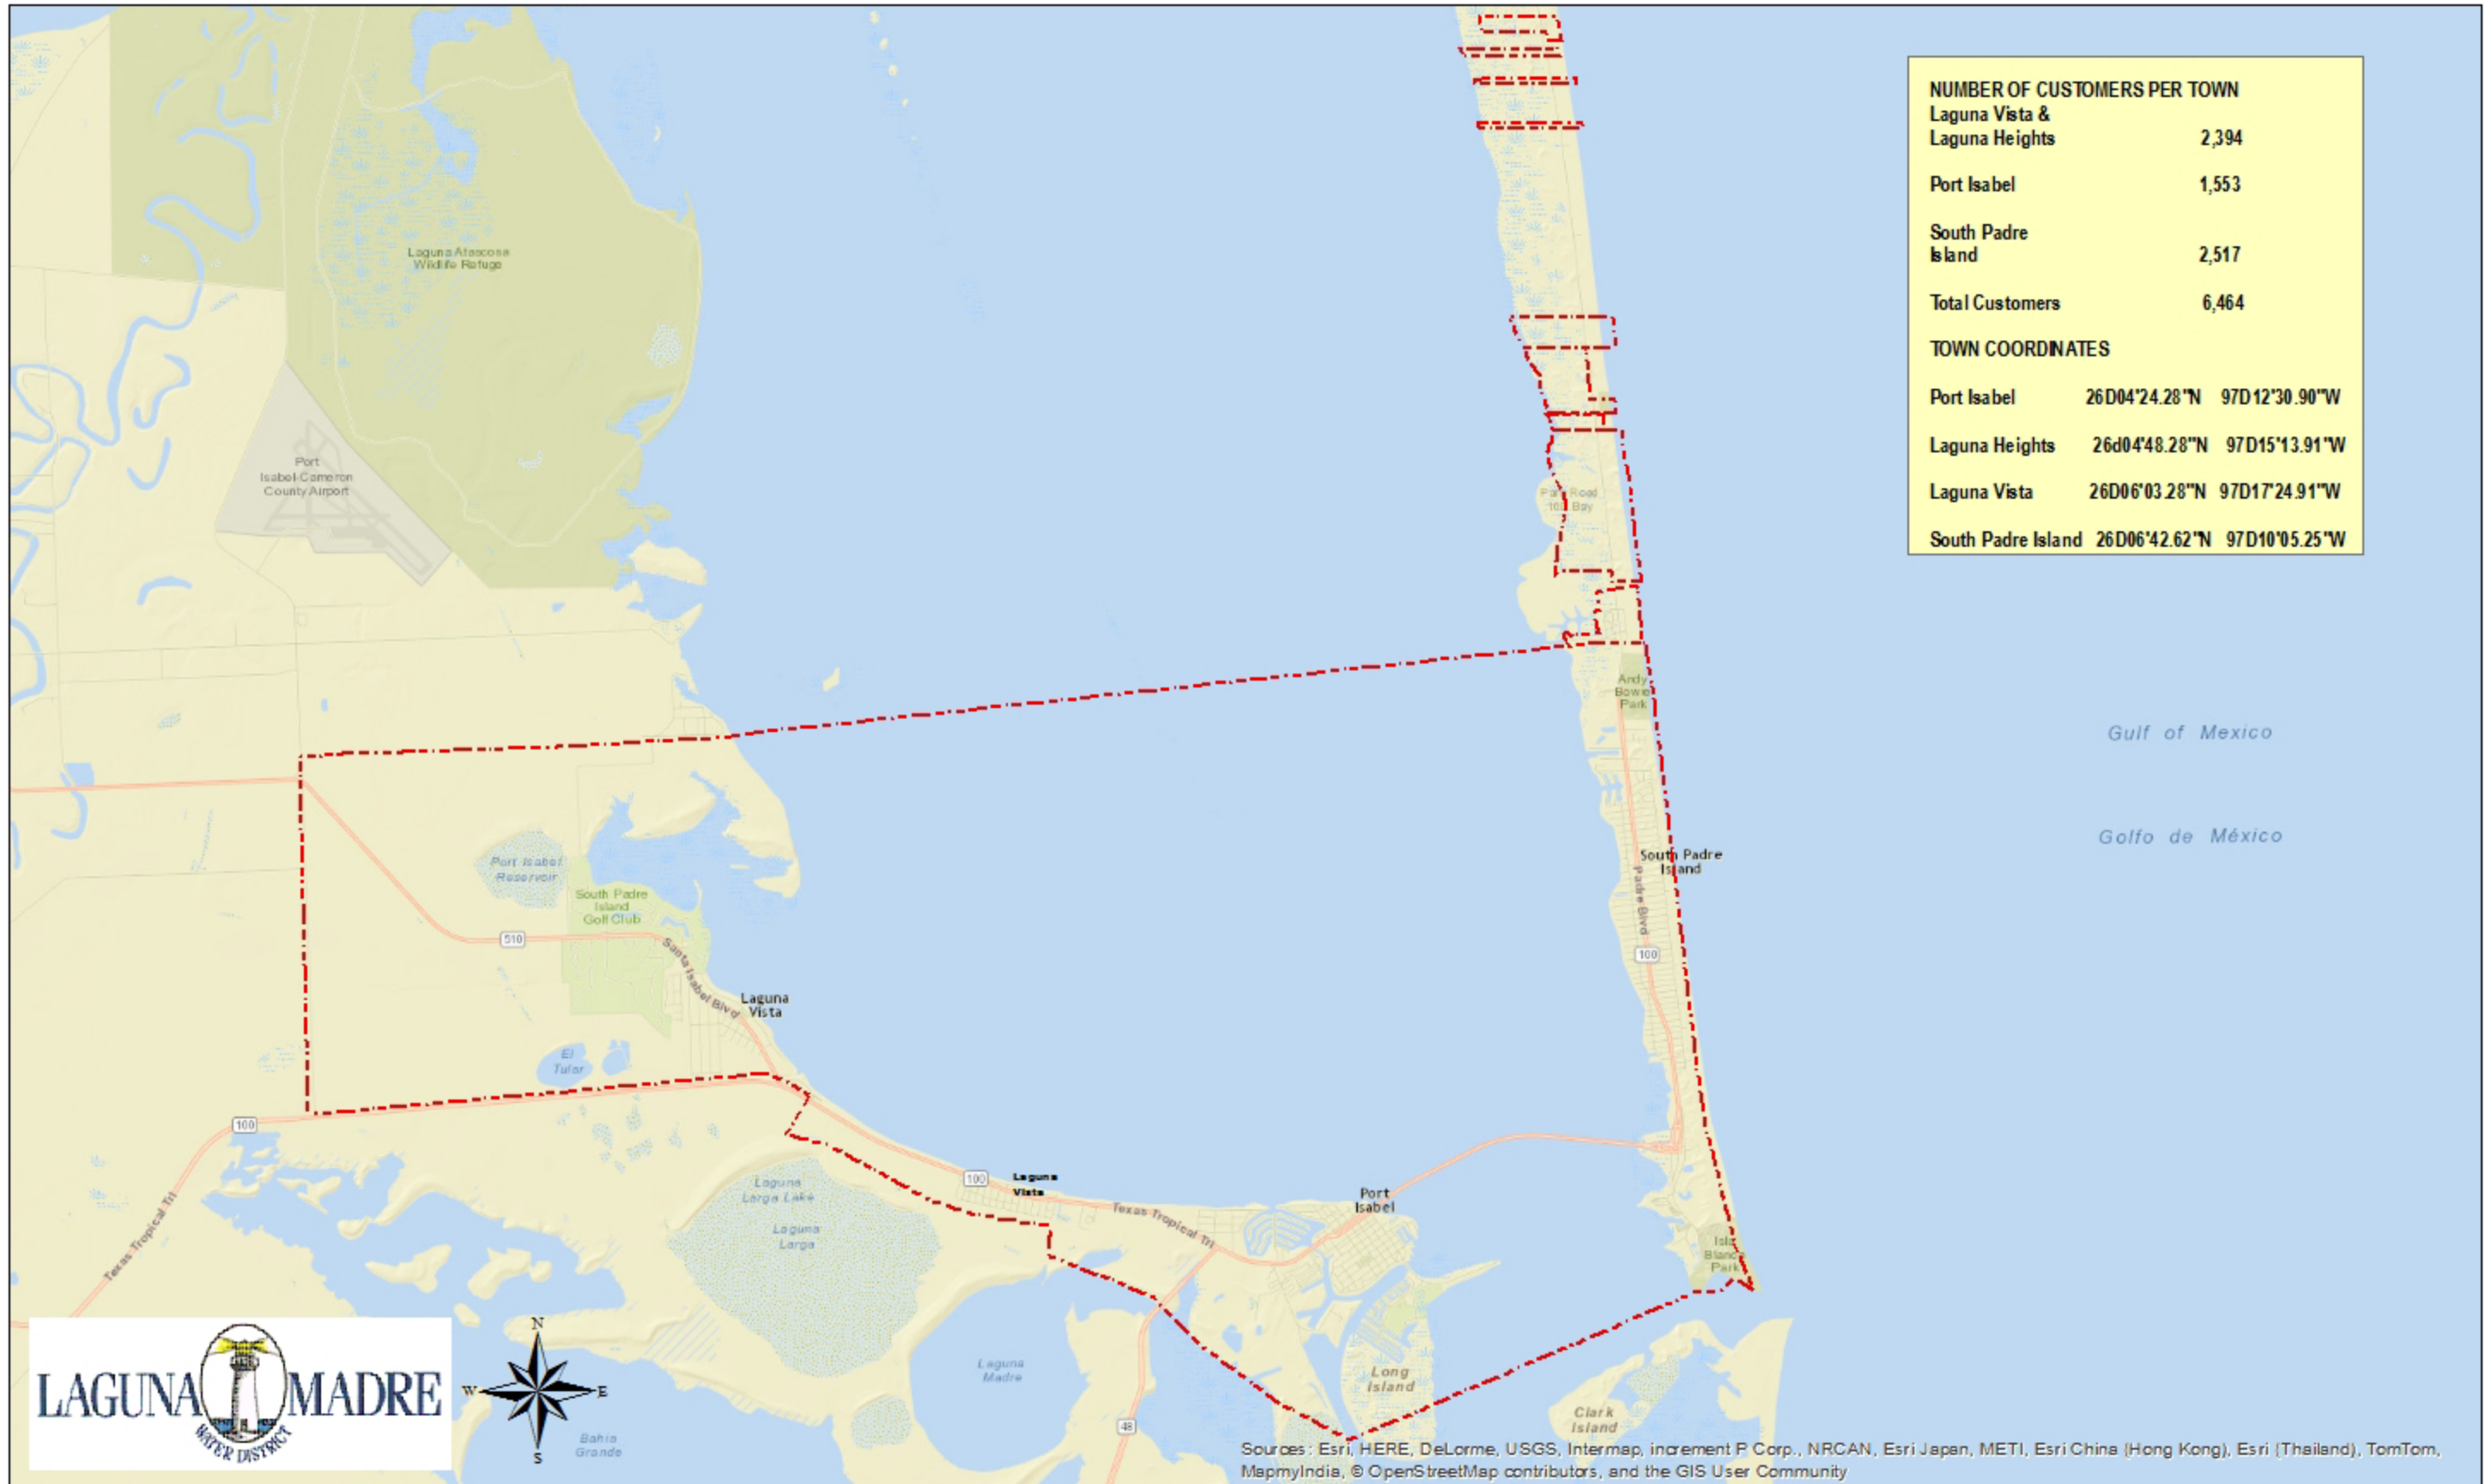 NUMBER OF CUSTOMERS PER TOWN
Laguna Vista &
Laguna Heights 2,394
Port Isabel 1,553
South Padre
Island 2,517
Total Customers 6,464
TOWN COORDINATES
Port Isabel 26D04'24.28"N 97D12'30.90"W
Laguna Heights 26d04'48.28"N 97D15'13.91"W
Laguna Vista 26D06'03.28"N 97D17'24.91"W
South Padre Island 26D06'42.62"N 97D10'05.25"W
Laguna Atascosa
Wildlife Refuge
Port
Isabel-Cameron
County Airport
Park Road
100 Bay
Andy
Bowie
Park
Gulf of Mexico
Golfo de México
South Padre
Island
Padre Blvd
100
Port Isabel
Reservoir
South Padre
Island
Golf Club
510
Santa Isabel Blvd
Laguna
Vista
El
Tular
100
Texas Tropical Trl
Laguna
Larga Lake
Laguna
Larga
100
Laguna
Vista
Texas Tropical Trl
Port
Isabel
Isla
Blanca
Park
Laguna
Madre
48
Long
Island
Clark
Island
Bahia
Grande
LAGUNA MADRE
WATER DISTRICT
N
W
E
S
Sources: Esri, HERE, DeLorme, USGS, Intermap, increment P Corp., NRCAN, Esri Japan, METI, Esri China (Hong Kong), Esri (Thailand), TomTom,
MapmyIndia, © OpenStreetMap contributors, and the GIS User Community